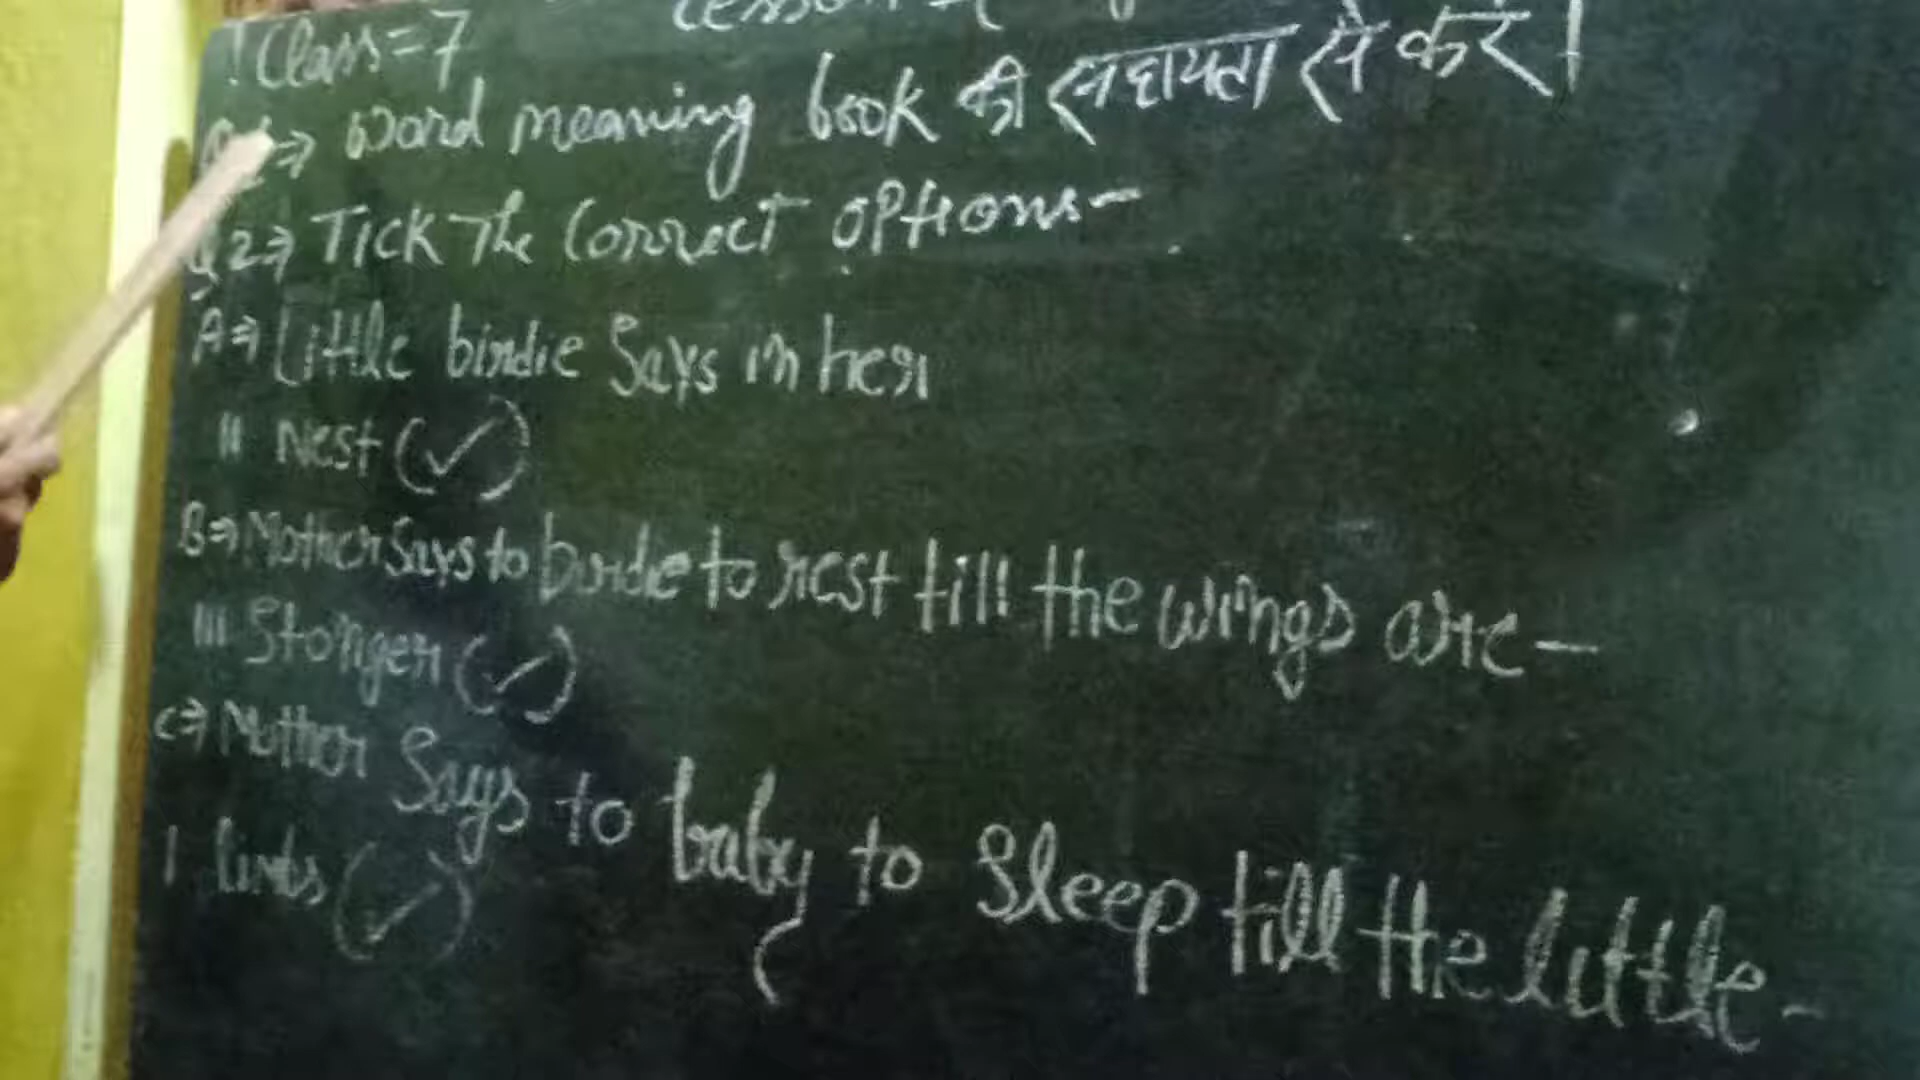 Lesson
! Class=7
⇒ Word meaning book की सहायता से करें।
Q2⇒ TICK The Correct options-
A⇒ Little birdie Says in her
II Nest (✓)
B⇒ Mother Says to birdie to rest till the wings are-
III Stonger (✓)
C⇒ Mother Says to baby to Sleep till the little-
I limbs (✓)